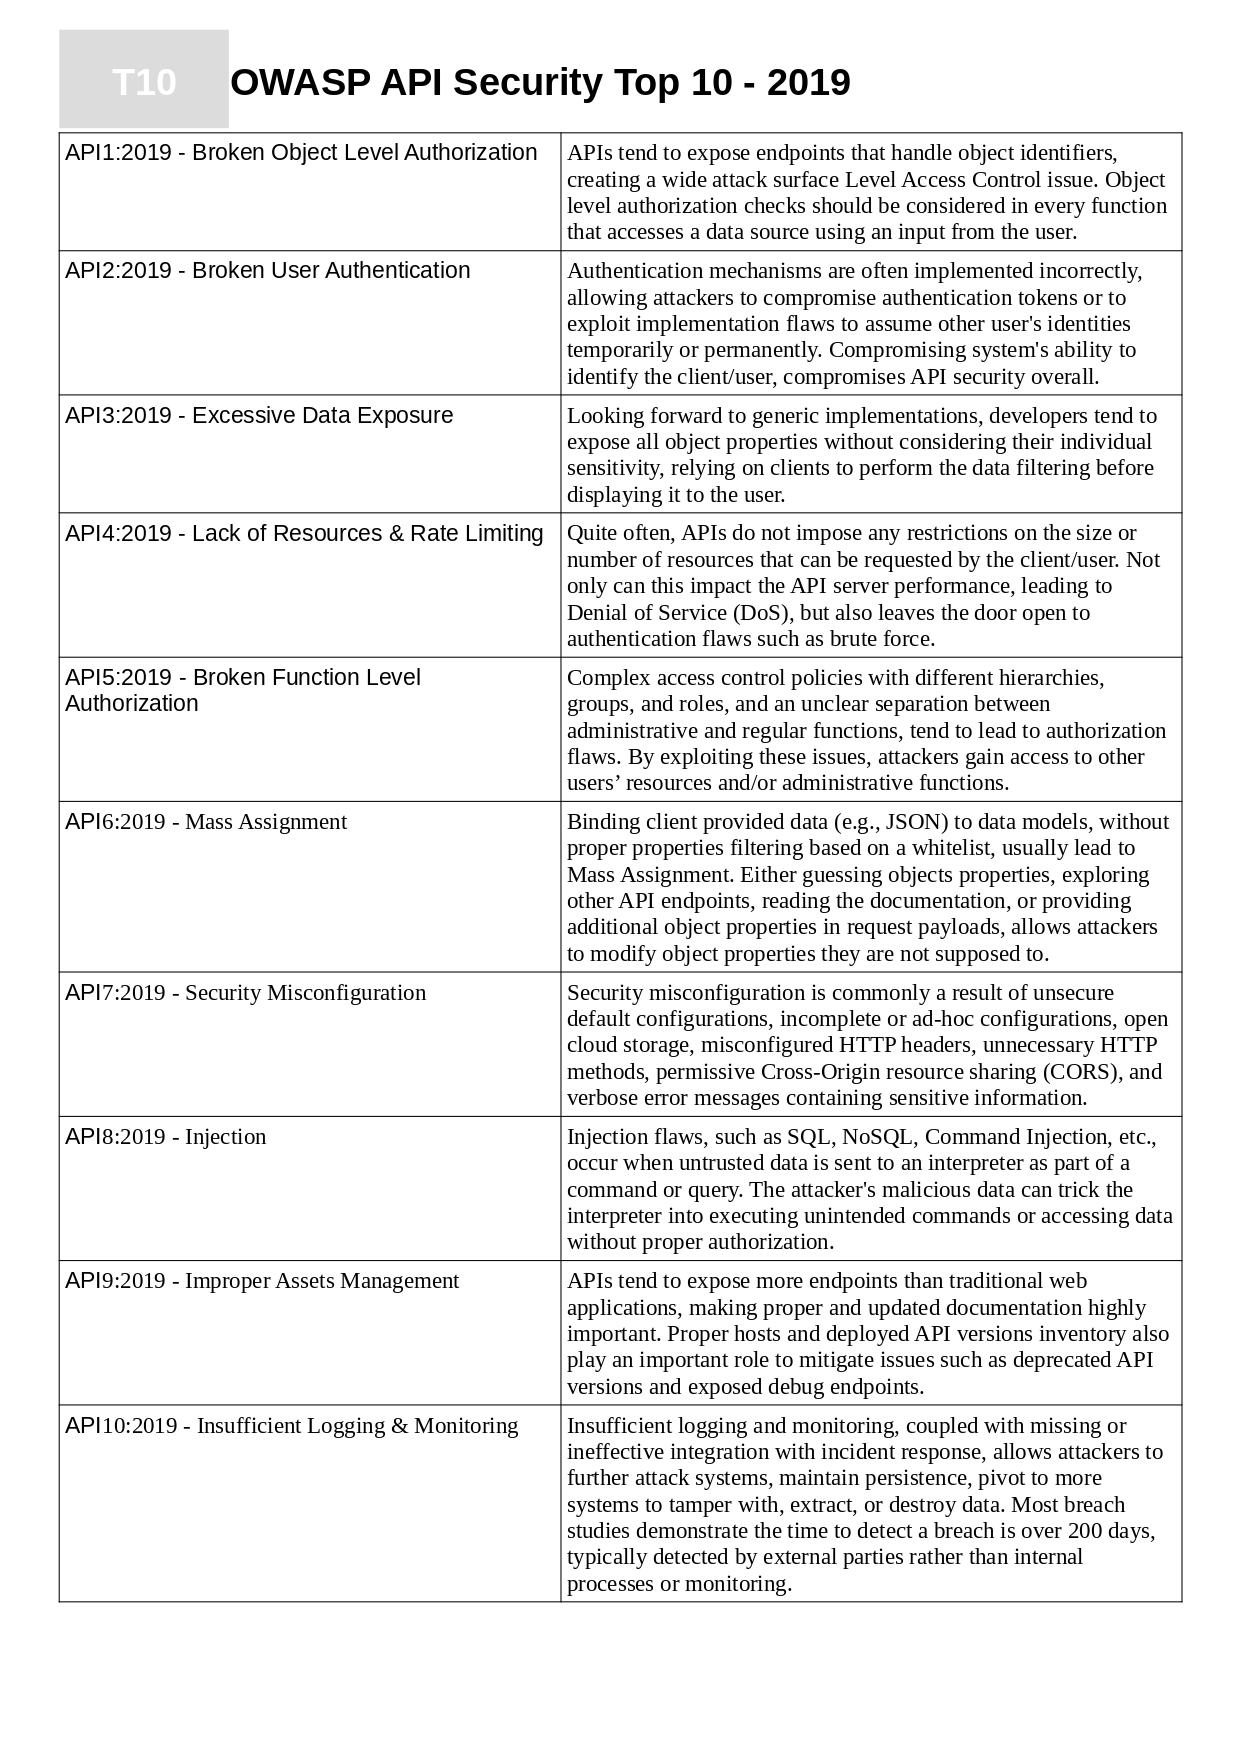 T10
OWASP API Security Top 10 - 2019
API1:2019 - Broken Object Level Authorization
APIs tend to expose endpoints that handle object identifiers,
creating a wide attack surface Level Access Control issue. Object
level authorization checks should be considered in every function
that accesses a data source using an input from the user.
API2:2019 - Broken User Authentication
Authentication mechanisms are often implemented incorrectly,
allowing attackers to compromise authentication tokens or to
exploit implementation flaws to assume other user's identities
temporarily or permanently. Compromising system's ability to
identify the client/user, compromises API security overall.
API3:2019 - Excessive Data Exposure
Looking forward to generic implementations, developers tend to
expose all object properties without considering their individual
sensitivity, relying on clients to perform the data filtering before
displaying it to the user.
API4:2019 - Lack of Resources & Rate Limiting
Quite often, APIs do not impose any restrictions on the size or
number of resources that can be requested by the client/user. Not
only can this impact the API server performance, leading to
Denial of Service (DoS), but also leaves the door open to
authentication flaws such as brute force.
API5:2019 - Broken Function Level
Authorization
Complex access control policies with different hierarchies,
groups, and roles, and an unclear separation between
administrative and regular functions, tend to lead to authorization
flaws. By exploiting these issues, attackers gain access to other
users’ resources and/or administrative functions.
API6:2019 - Mass Assignment
Binding client provided data (e.g., JSON) to data models, without
proper properties filtering based on a whitelist, usually lead to
Mass Assignment. Either guessing objects properties, exploring
other API endpoints, reading the documentation, or providing
additional object properties in request payloads, allows attackers
to modify object properties they are not supposed to.
API7:2019 - Security Misconfiguration
Security misconfiguration is commonly a result of unsecure
default configurations, incomplete or ad-hoc configurations, open
cloud storage, misconfigured HTTP headers, unnecessary HTTP
methods, permissive Cross-Origin resource sharing (CORS), and
verbose error messages containing sensitive information.
API8:2019 - Injection
Injection flaws, such as SQL, NoSQL, Command Injection, etc.,
occur when untrusted data is sent to an interpreter as part of a
command or query. The attacker's malicious data can trick the
interpreter into executing unintended commands or accessing data
without proper authorization.
API9:2019 - Improper Assets Management
APIs tend to expose more endpoints than traditional web
applications, making proper and updated documentation highly
important. Proper hosts and deployed API versions inventory also
play an important role to mitigate issues such as deprecated API
versions and exposed debug endpoints.
API10:2019 - Insufficient Logging & Monitoring
Insufficient logging and monitoring, coupled with missing or
ineffective integration with incident response, allows attackers to
further attack systems, maintain persistence, pivot to more
systems to tamper with, extract, or destroy data. Most breach
studies demonstrate the time to detect a breach is over 200 days,
typically detected by external parties rather than internal
processes or monitoring.